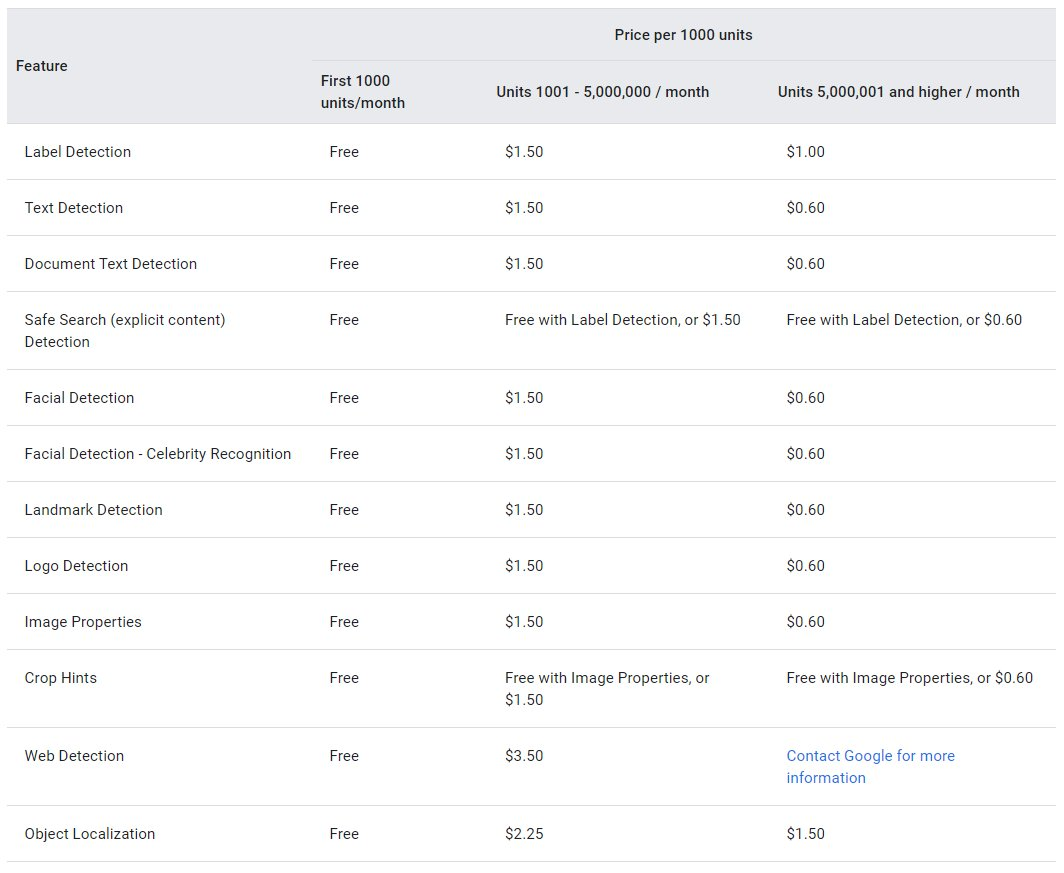 Price per 1000 units
Feature
First 1000
units/month
Units 1001 - 5,000,000 / month
Units 5,000,001 and higher / month
Label Detection
Free
$1.50
$1.00
Text Detection
Free
$1.50
$0.60
Document Text Detection
Free
$1.50
$0.60
Safe Search (explicit content)
Detection
Free
Free with Label Detection, or $1.50
Free with Label Detection, or $0.60
Facial Detection
Free
$1.50
$0.60
Facial Detection - Celebrity Recognition
Free
$1.50
$0.60
Landmark Detection
Free
$1.50
$0.60
Logo Detection
Free
$1.50
$0.60
Image Properties
Free
$1.50
$0.60
Crop Hints
Free
Free with Image Properties, or
$1.50
Free with Image Properties, or $0.60
Web Detection
Free
$3.50
Contact Google for more
information
Object Localization
Free
$2.25
$1.50